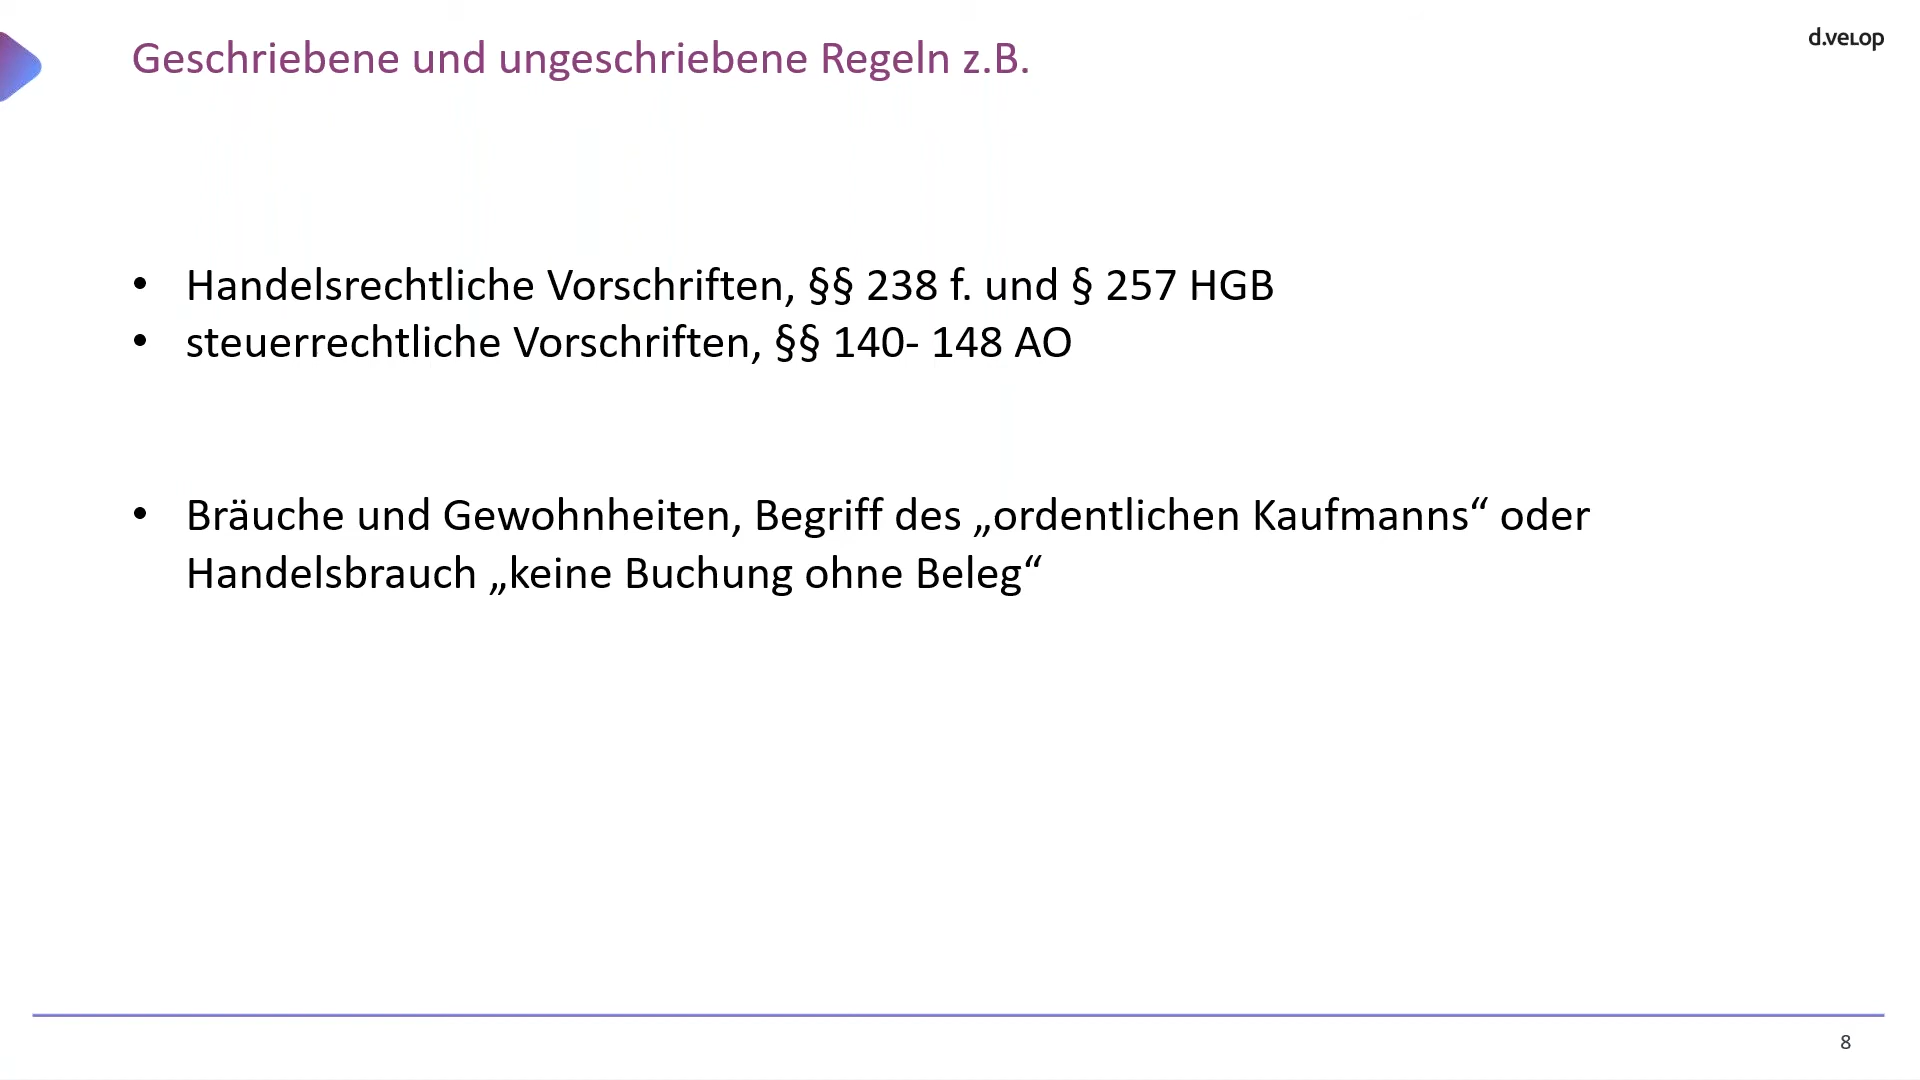 Geschriebene und ungeschriebene Regeln z.B.
d.velop
• Handelsrechtliche Vorschriften, §§ 238 f. und § 257 HGB
• steuerrechtliche Vorschriften, §§ 140- 148 AO
• Bräuche und Gewohnheiten, Begriff des „ordentlichen Kaufmanns“ oder
Handelsbrauch „keine Buchung ohne Beleg“
8